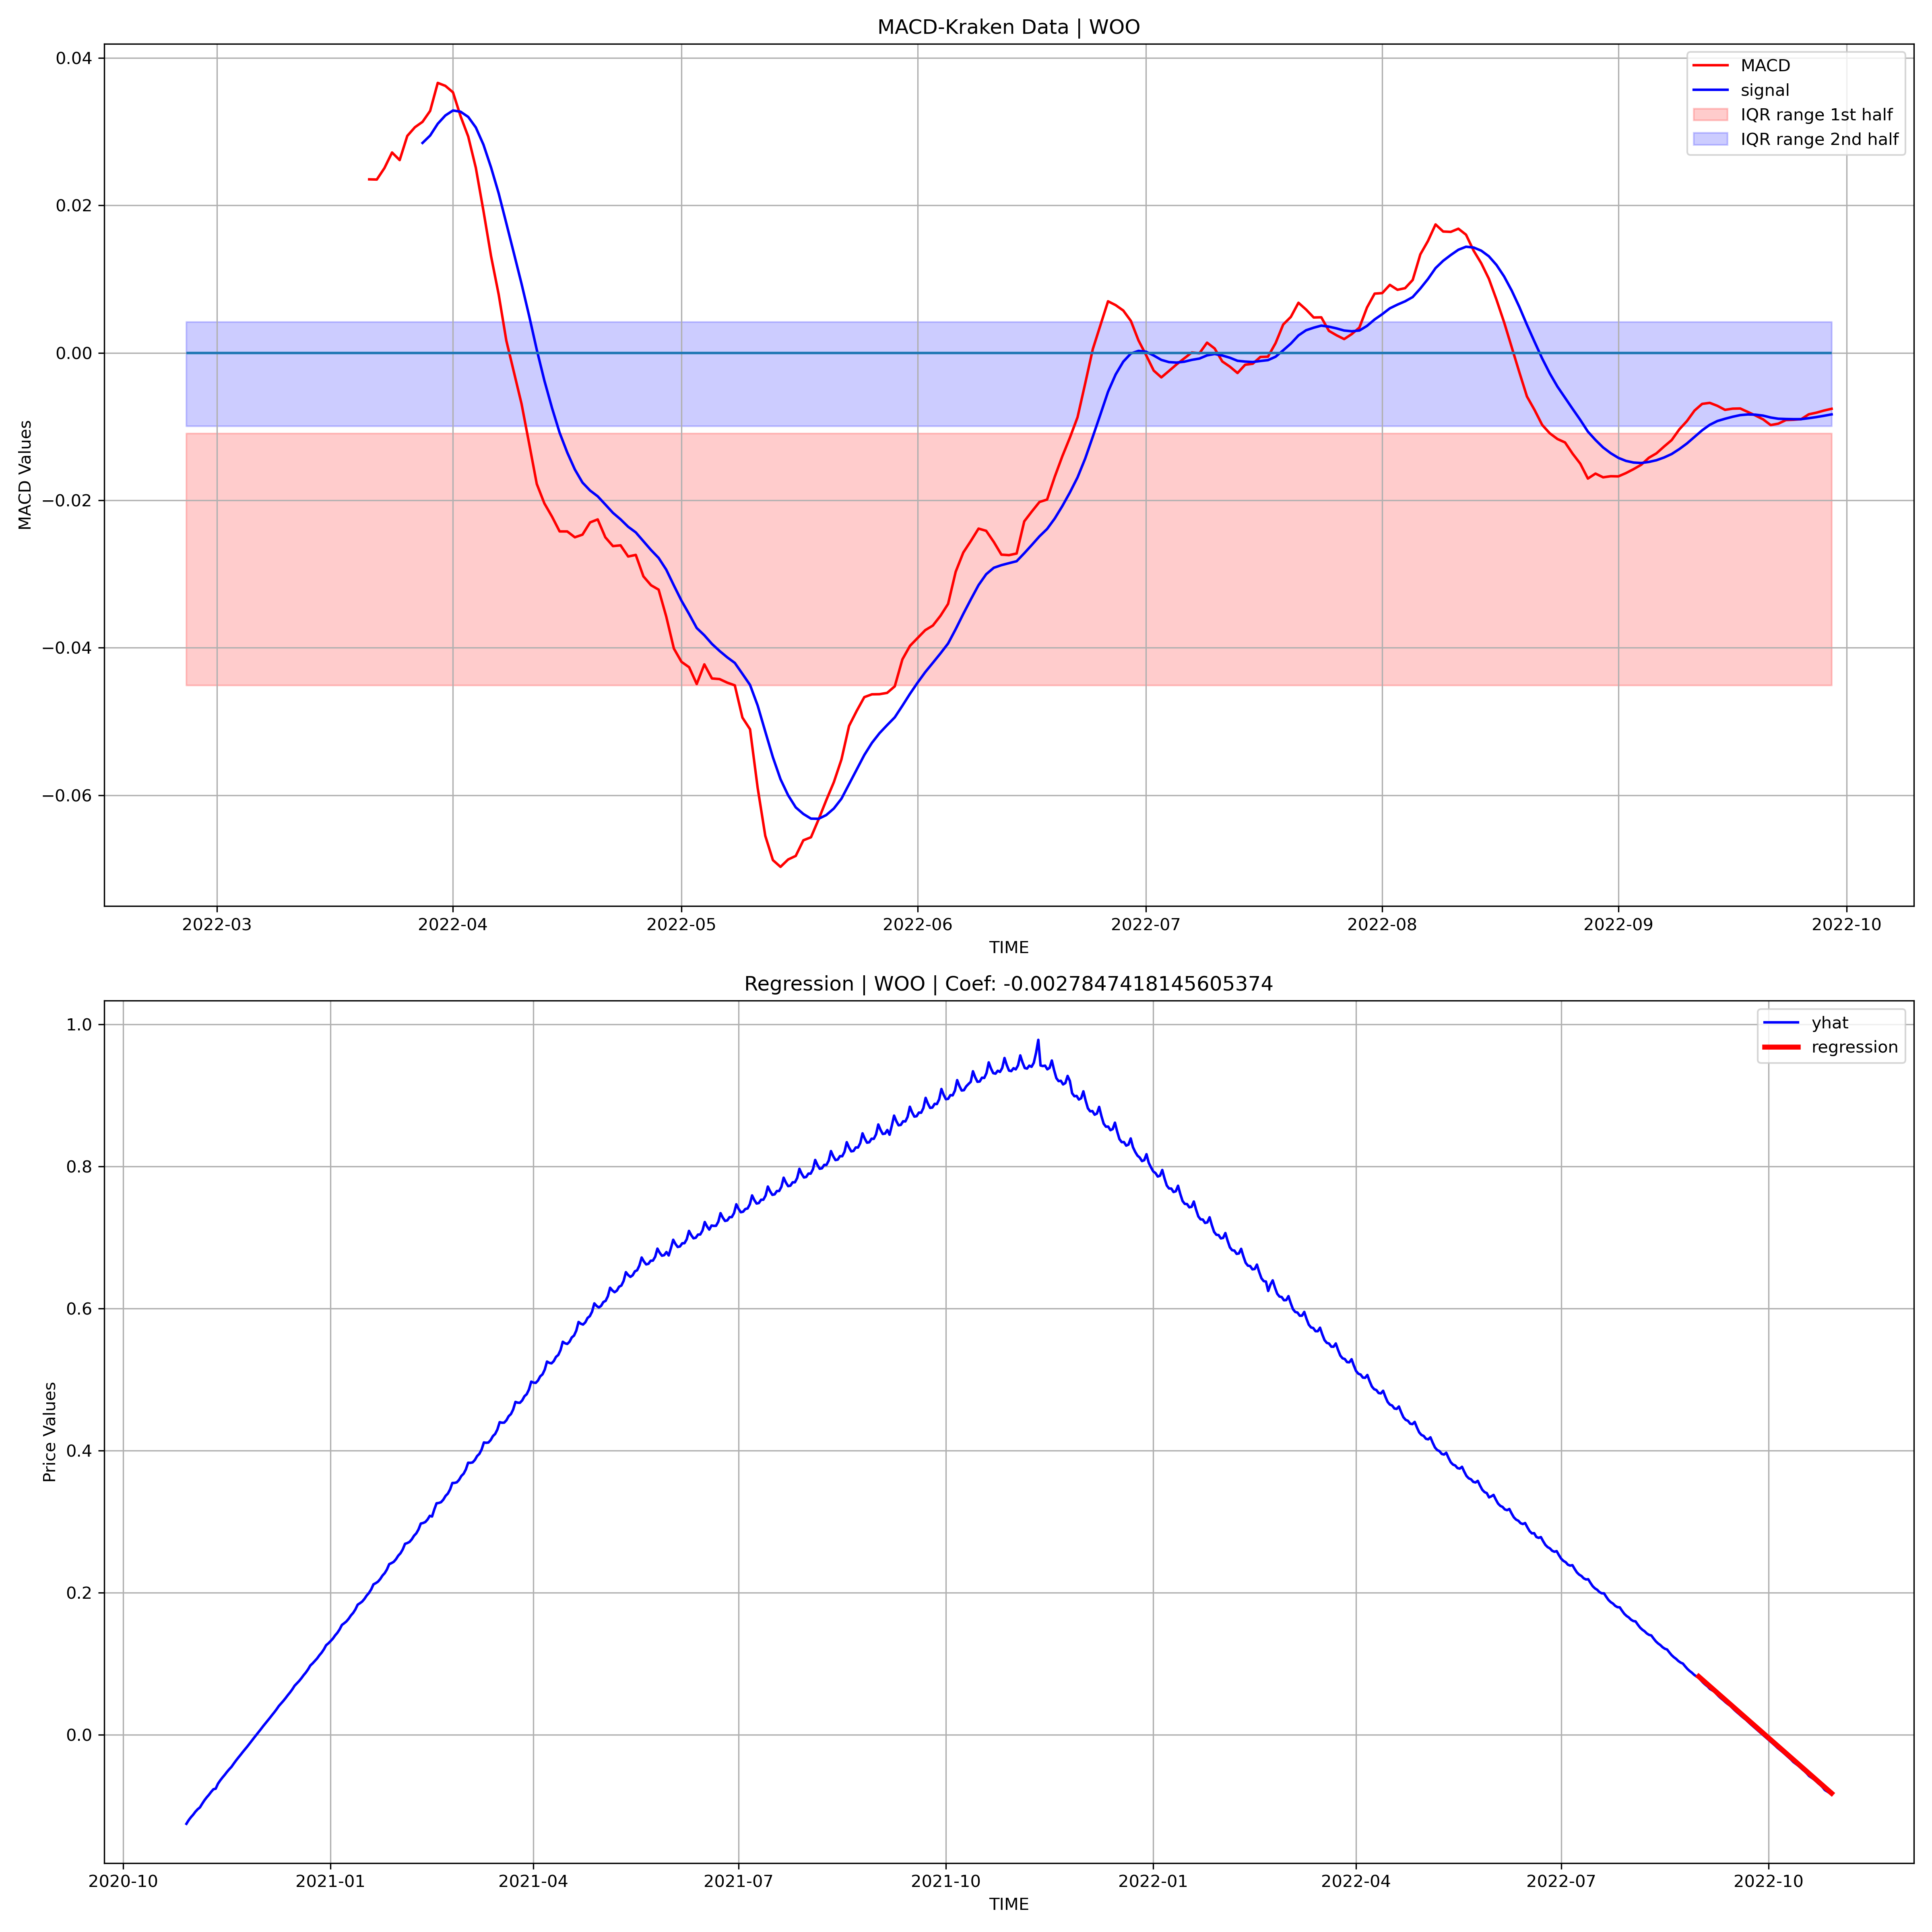 MACD-Kraken Data | WOO
MACD
signal
IQR range 1st half
IQR range 2nd half
MACD Values
0.04
0.02
0.00
−0.02
−0.04
−0.06
2022-03 2022-04 2022-05 2022-06 2022-07 2022-08 2022-09 2022-10
TIME
Regression | WOO | Coef: -0.0027847418145605374
yhat
regression
Price Values
1.0
0.8
0.6
0.4
0.2
0.0
2020-10 2021-01 2021-04 2021-07 2021-10 2022-01 2022-04 2022-07 2022-10
TIME